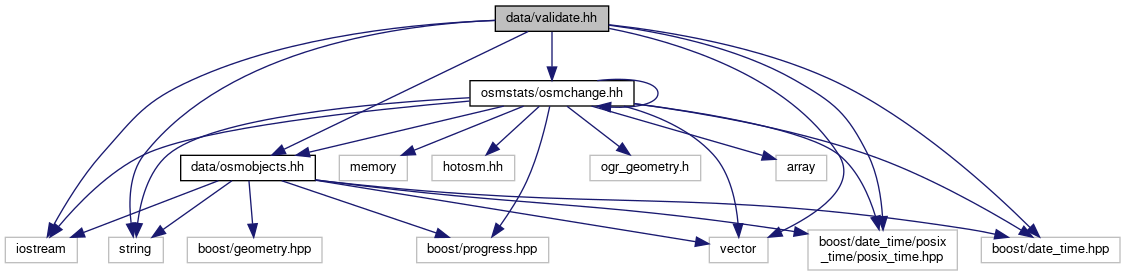 data/validate.hh
osmstats/osmchange.hh
data/osmobjects.hh
memory
hotosm.hh
ogr_geometry.h
array
iostream
string
boost/geometry.hpp
boost/progress.hpp
vector
boost/date_time/posix
_time/posix_time.hpp
boost/date_time.hpp